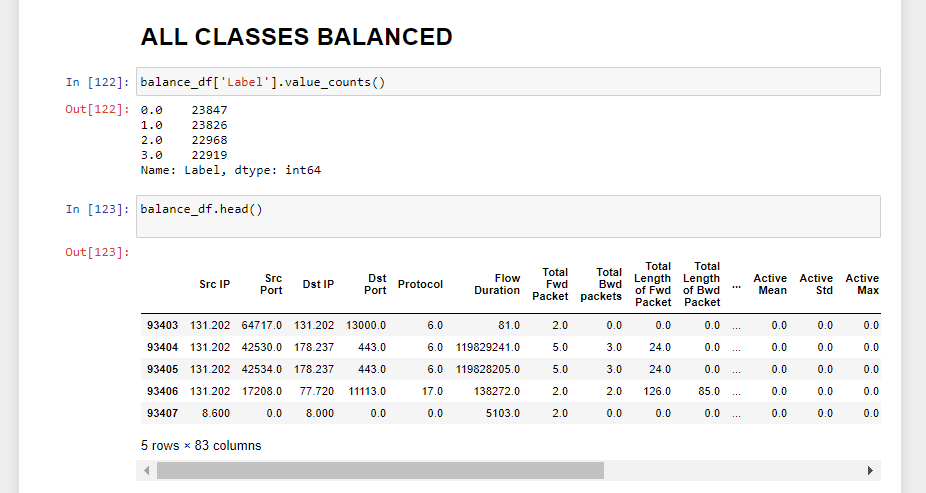 ALL CLASSES BALANCED
In [122]: balance_df['Label'].value_counts()
Out[122]: 0.0 23847
1.0 23826
2.0 22968
3.0 22919
Name: Label, dtype: int64
In [123]: balance_df.head()
Out[123]:
Src IP Src Port Dst IP Dst Port Protocol Flow Duration Total Fwd Packet Total Bwd packets Total Length of Fwd Packet Total Length of Bwd Packet ... Active Mean Active Std Active Max
93403 131.202 64717.0 131.202 13000.0 6.0 81.0 2.0 0.0 0.0 0.0 ... 0.0 0.0 0.0
93404 131.202 42530.0 178.237 443.0 6.0 119829241.0 5.0 3.0 24.0 0.0 ... 0.0 0.0 0.0
93405 131.202 42534.0 178.237 443.0 6.0 119828205.0 5.0 3.0 24.0 0.0 ... 0.0 0.0 0.0
93406 131.202 17208.0 77.720 11113.0 17.0 138272.0 2.0 2.0 126.0 85.0 ... 0.0 0.0 0.0
93407 8.600 0.0 8.000 0.0 0.0 5103.0 2.0 0.0 0.0 0.0 ... 0.0 0.0 0.0
5 rows × 83 columns